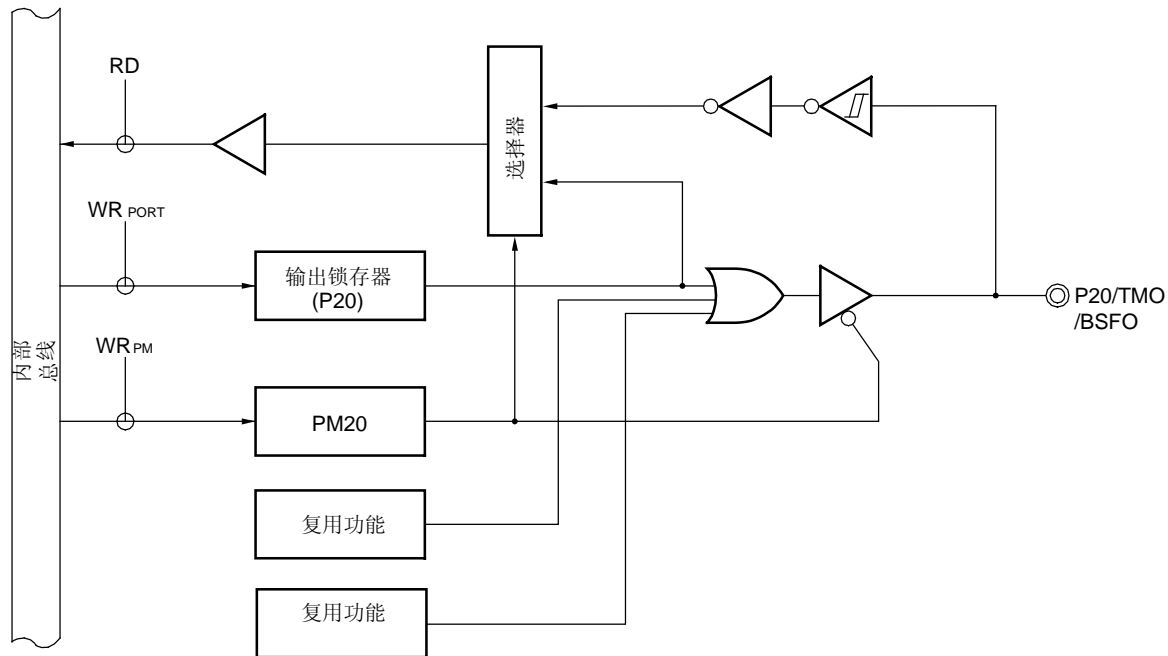 RD
选择器
WR PORT
输出锁存器
(P20)
P20/TMO
/BSFO
WR PM
内部
总线
PM20
复用功能
复用功能